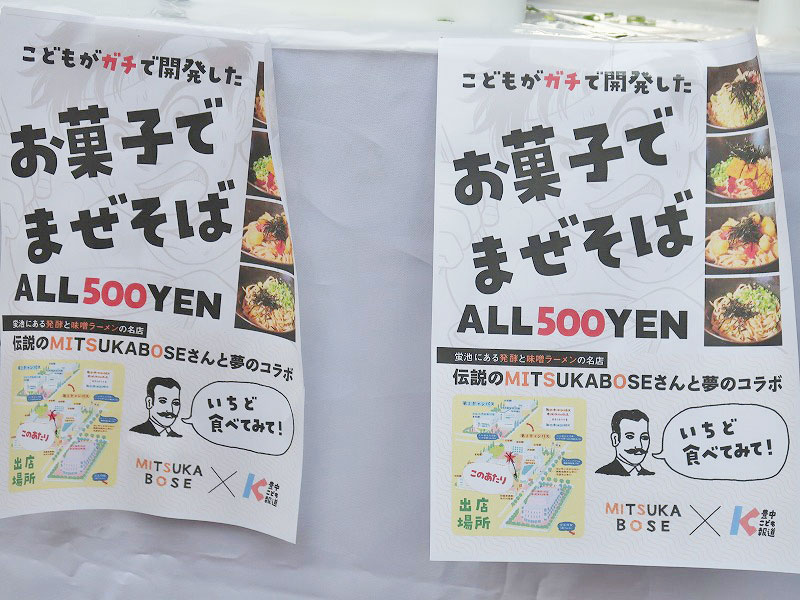 こどもがガチで開発した
お菓子で
まぜそば
ALL500YEN
蛍池にある発酵と味噌ラーメンの名店
伝説のMITSUKABOSEさんと夢のコラボ
このあたり
出店
場所
いちど
食べてみて!
MITSUKA
BOSE
豊中
こども
報道
こどもがガチで開発した
お菓子で
まぜそば
ALL500YEN
蛍池にある発酵と味噌ラーメンの名店
伝説のMITSUKABOSEさんと夢のコラボ
このあたり
出店
場所
いちど
食べてみて!
MITSUKA
BOSE
豊中
こども
報道